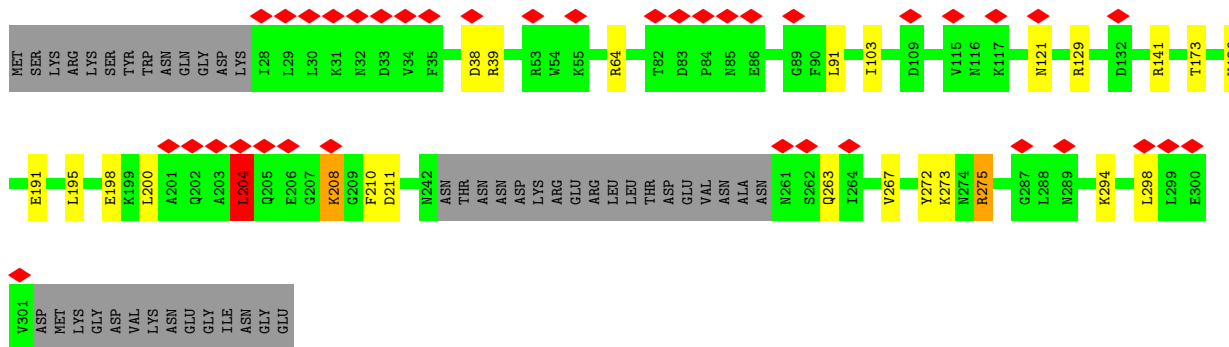 MET SER LYS ARG LYS SER TYR TRP ASN GLN GLY ASP LYS I28 L29 L30 K31 N32 D33 V34 F35 D38 R39 R53 W54 K55 R64 T82 D83 P84 N85 E86 G89 F90 L91 I103 D109 V115 N116 K117 N121 R129 D132 R141 T173
E191 L195 E198 K199 L200 A201 Q202 A203 L204 Q205 E206 G207 K208 G209 F210 D211 N242 ASN THR ASN ASN ASP LYS ARG GLU ARG LEU LEU THR ASP GLU VAL ASN ALA ASN N261 S262 Q263 I264 V267 Y272 K273 N274 R275 G287 L288 N289 K294 L298 L299 E300
V301 ASP MET LYS GLY ASP VAL LYS ASN GLU GLY ILE ASN GLY GLU